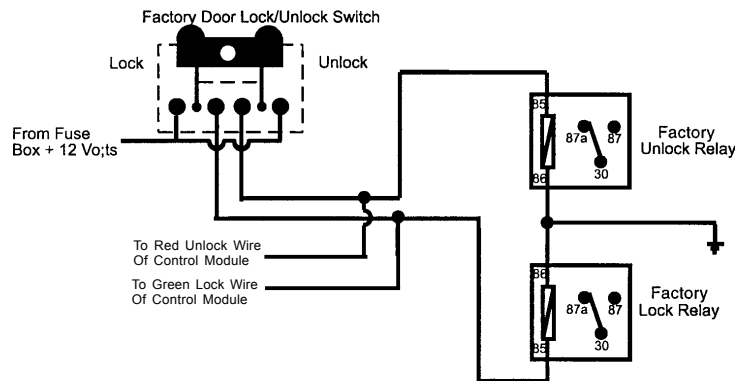 Factory Door Lock/Unlock Switch
Lock
Unlock
From Fuse
Box + 12 Vo;ts
85
87a
87
30
86
Factory
Unlock Relay
To Red Unlock Wire
Of Control Module
To Green Lock Wire
Of Control Module
86
87a
87
30
85
Factory
Lock Relay